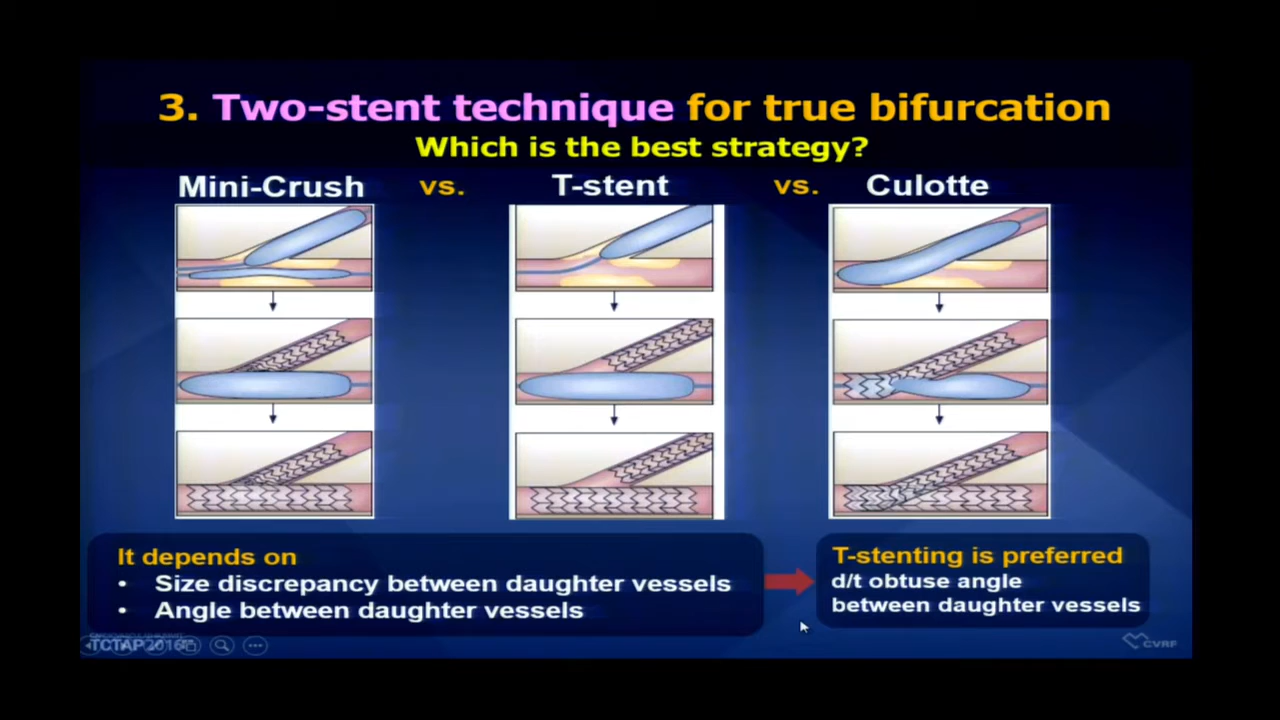 3. Two-stent technique for true bifurcation
Which is the best strategy?
Mini-Crush vs. T-stent vs. Culotte
It depends on
• Size discrepancy between daughter vessels
• Angle between daughter vessels
T-stenting is preferred
d/t obtuse angle
between daughter vessels
TCTAP2016
CVRF